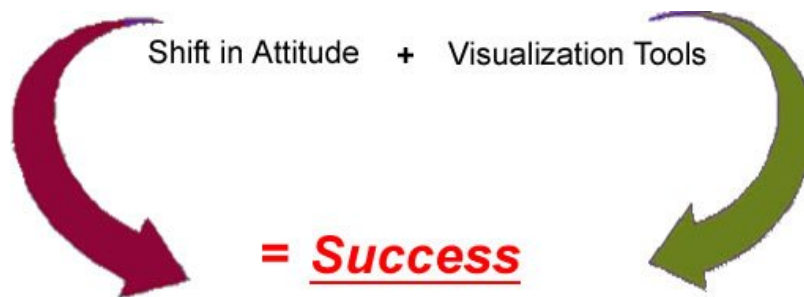 Shift in Attitude + Visualization Tools
= Success